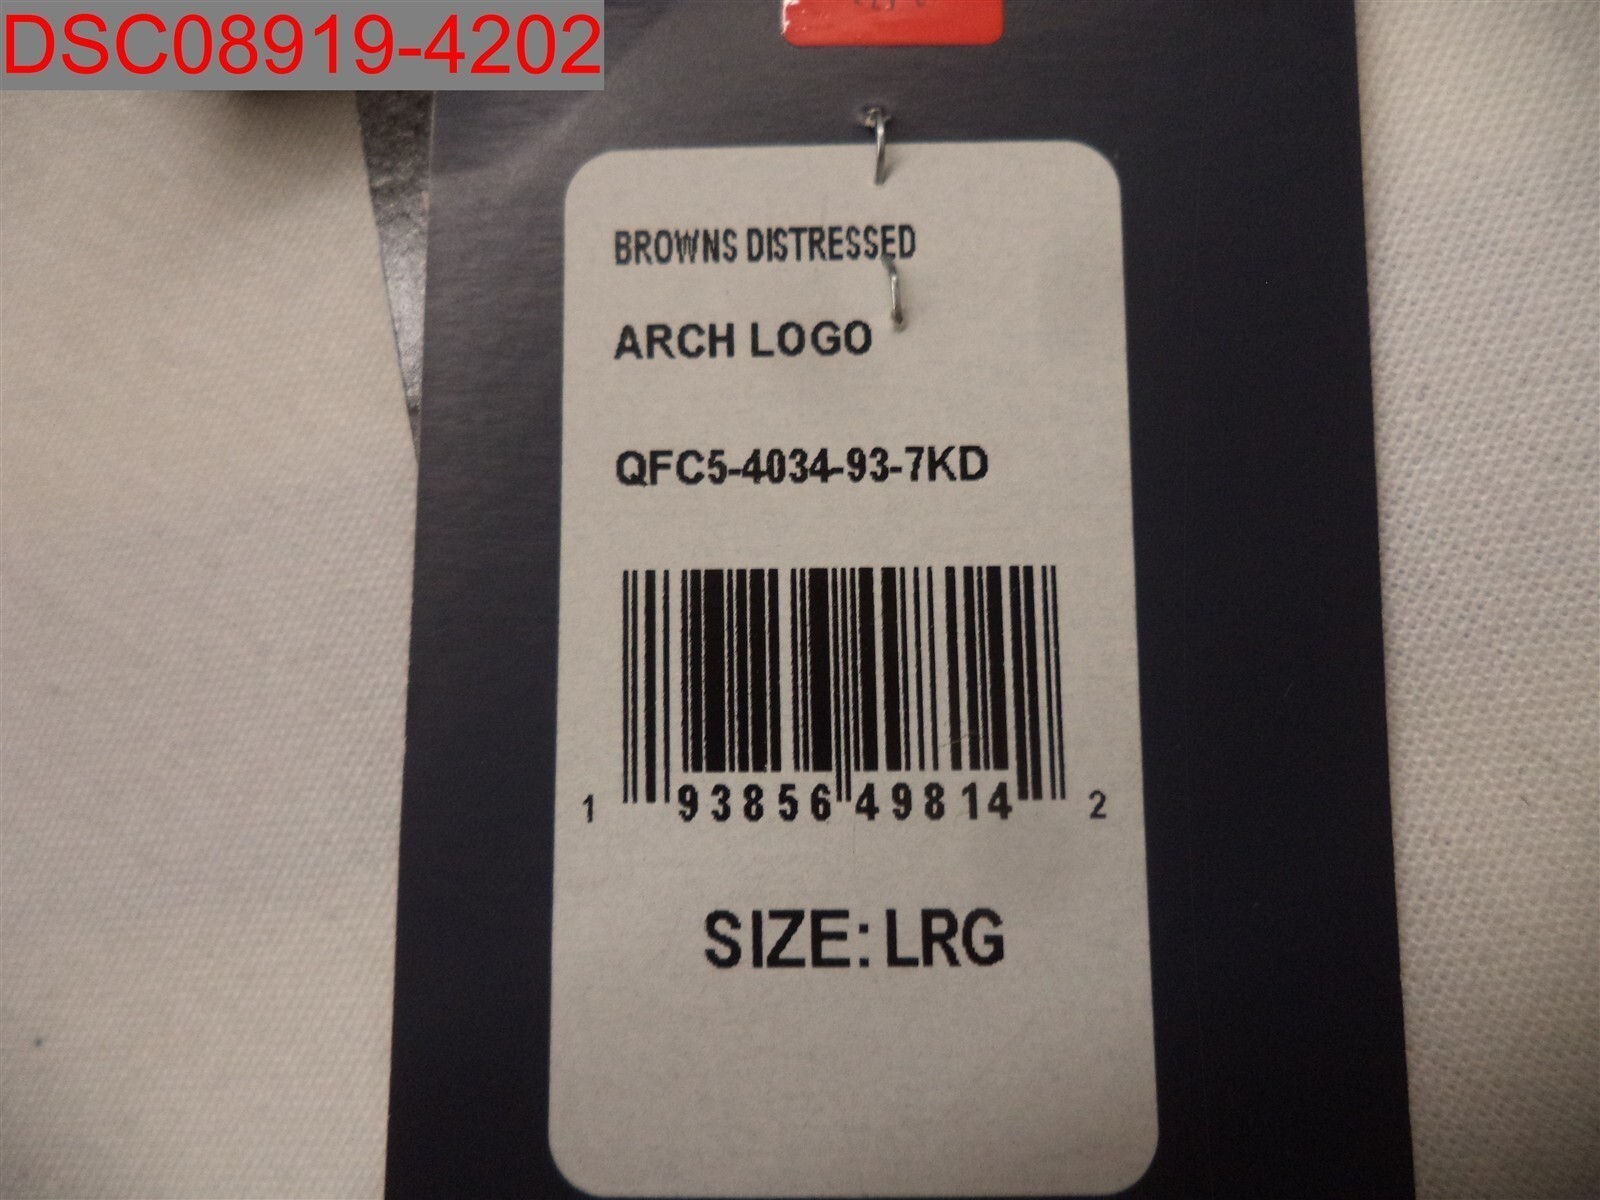 DSC08919-4202
BROWNS DISTRESSED
ARCH LOGO
QFC5-4034-93-7KD
1 93856 49814 2
SIZE: LRG